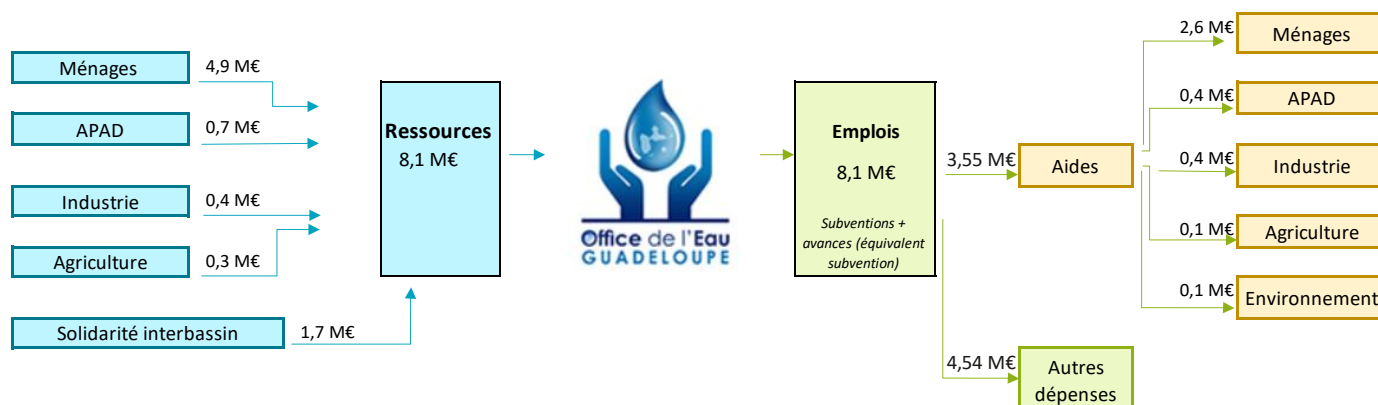 Ménages
4,9 M€
APAD
0,7 M€
Industrie
0,4 M€
Agriculture
0,3 M€
Solidarité interbassin
1,7 M€
Ressources
8,1 M€
Office de l'Eau
GUADELOUPE
Emplois
8,1 M€
Subventions +
avances (équivalent
subvention)
3,55 M€
Aides
4,54 M€
Autres
dépenses
2,6 M€
Ménages
0,4 M€
APAD
0,4 M€
Industrie
0,1 M€
Agriculture
0,1 M€
Environnement